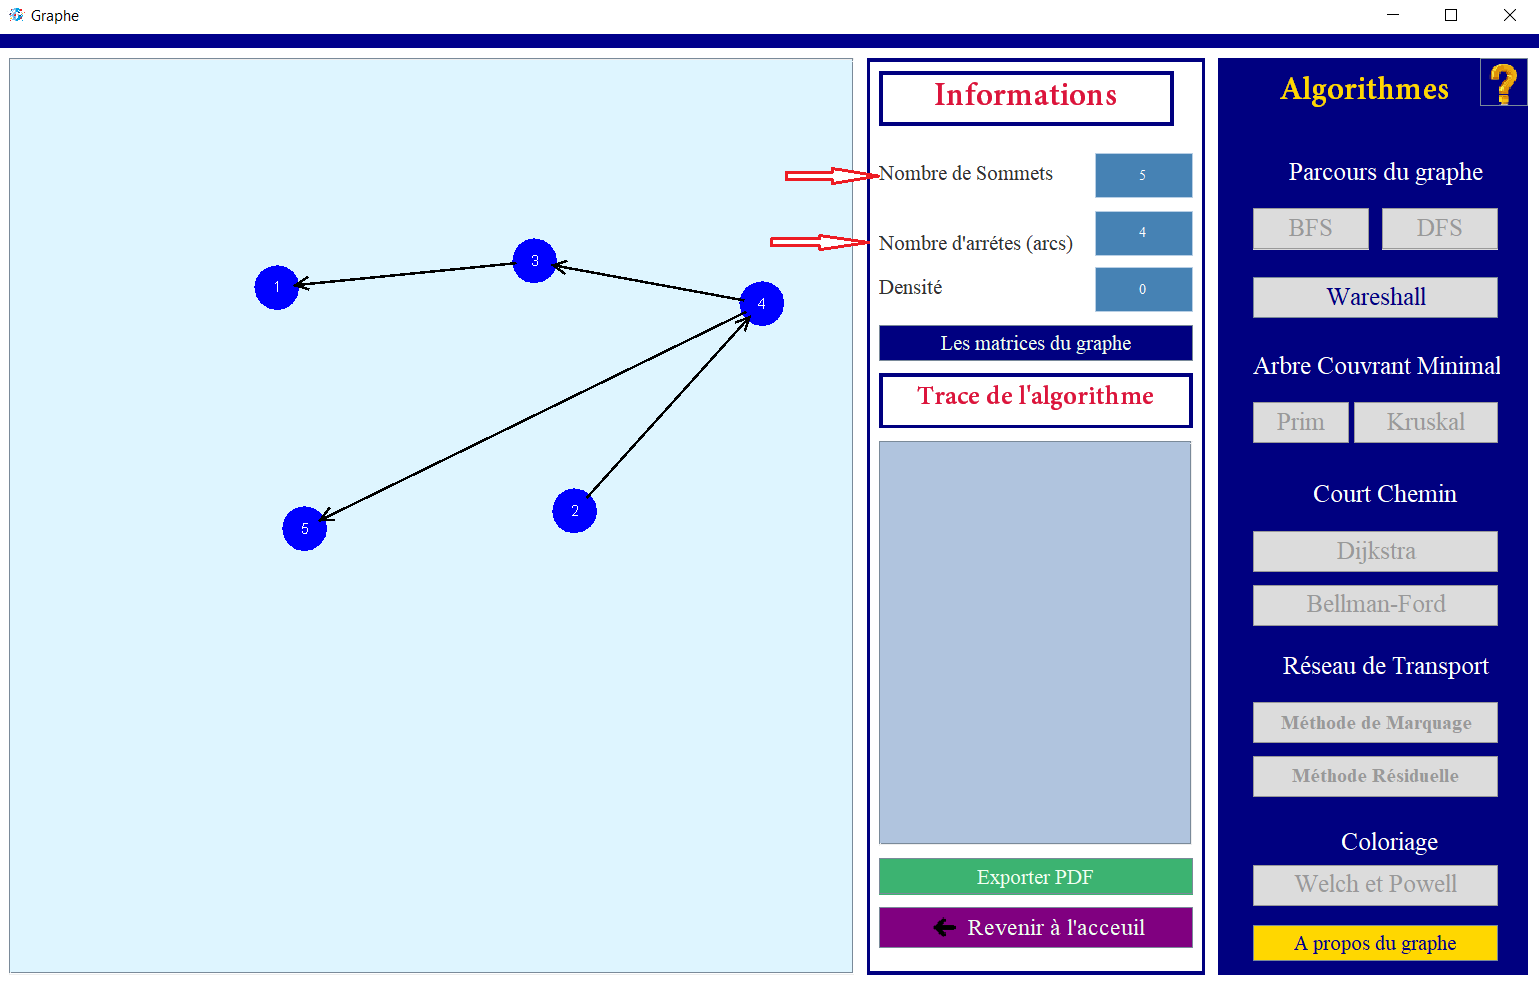 Graphe
1
3
4
5
2
Informations
Nombre de Sommets
5
Nombre d'arrétes (arcs)
4
Densité
0
Les matrices du graphe
Trace de l'algorithme
Exporter PDF
Revenir à l'acceuil
Algorithmes
Parcours du graphe
BFS
DFS
Wareshall
Arbre Couvrant Minimal
Prim
Kruskal
Court Chemin
Dijkstra
Bellman-Ford
Réseau de Transport
Méthode de Marquage
Méthode Résiduelle
Coloriage
Welch et Powell
A propos du graphe